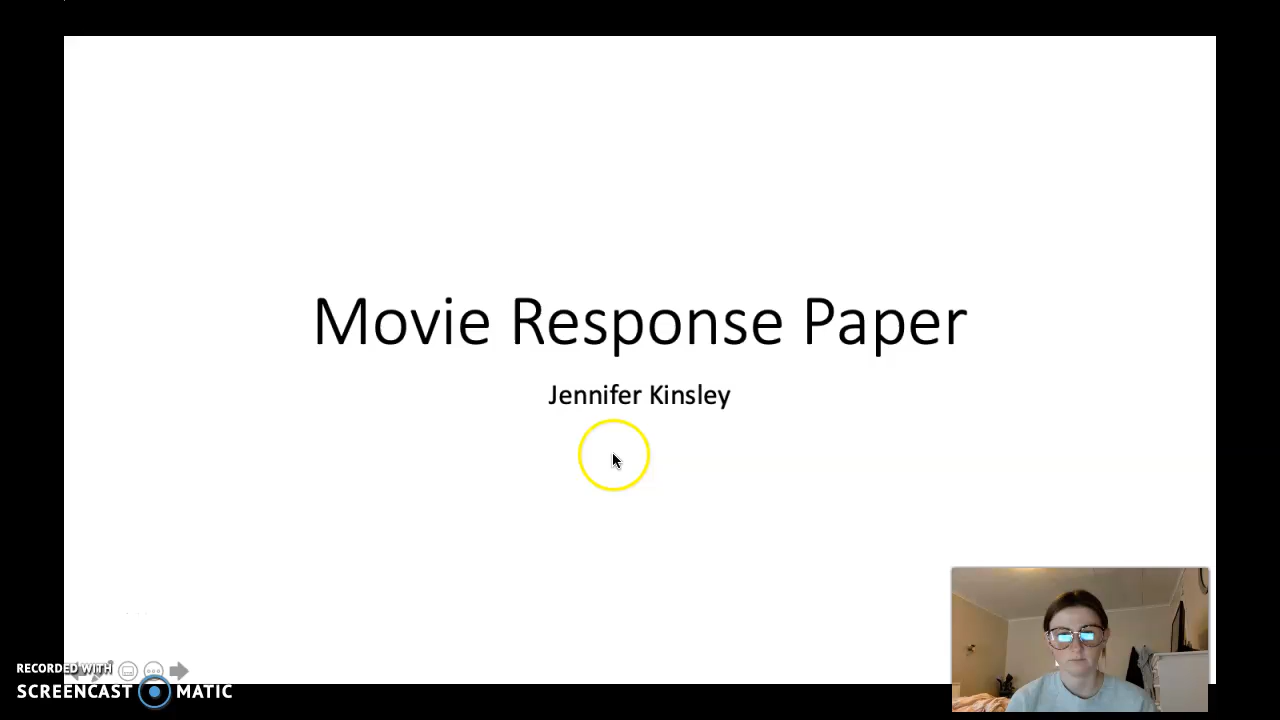 Movie Response Paper
Jennifer Kinsley
RECORDED WITH
SCREENCAST MATIC